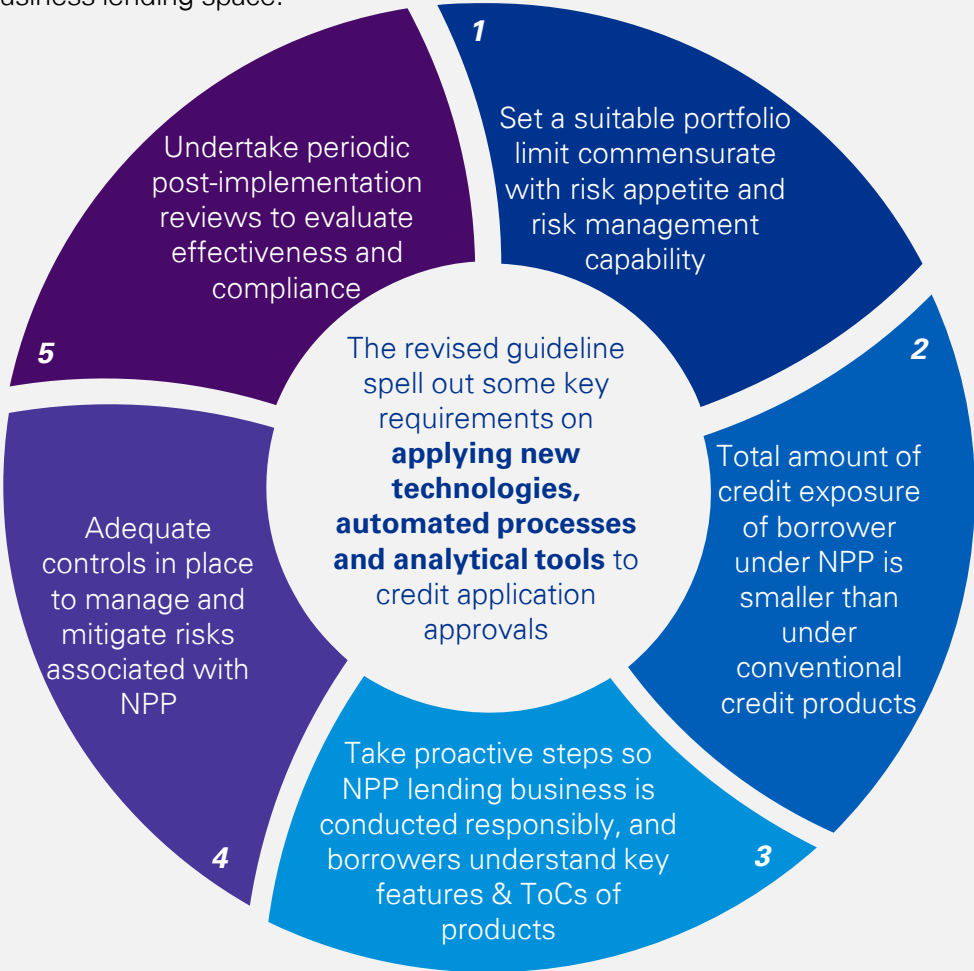 business lending space.
1
Set a suitable portfolio
limit commensurate
with risk appetite and
risk management
capability
2
Total amount of
credit exposure
of borrower
under NPP is
smaller than
under
conventional
credit products
3
Take proactive steps so
NPP lending business is
conducted responsibly, and
borrowers understand key
features & ToCs of
products
4
Adequate
controls in place
to manage and
mitigate risks
associated with
NPP
5
Undertake periodic
post-implementation
reviews to evaluate
effectiveness and
compliance
The revised guideline
spell out some key
requirements on
applying new
technologies,
automated processes
and analytical tools to
credit application
approvals